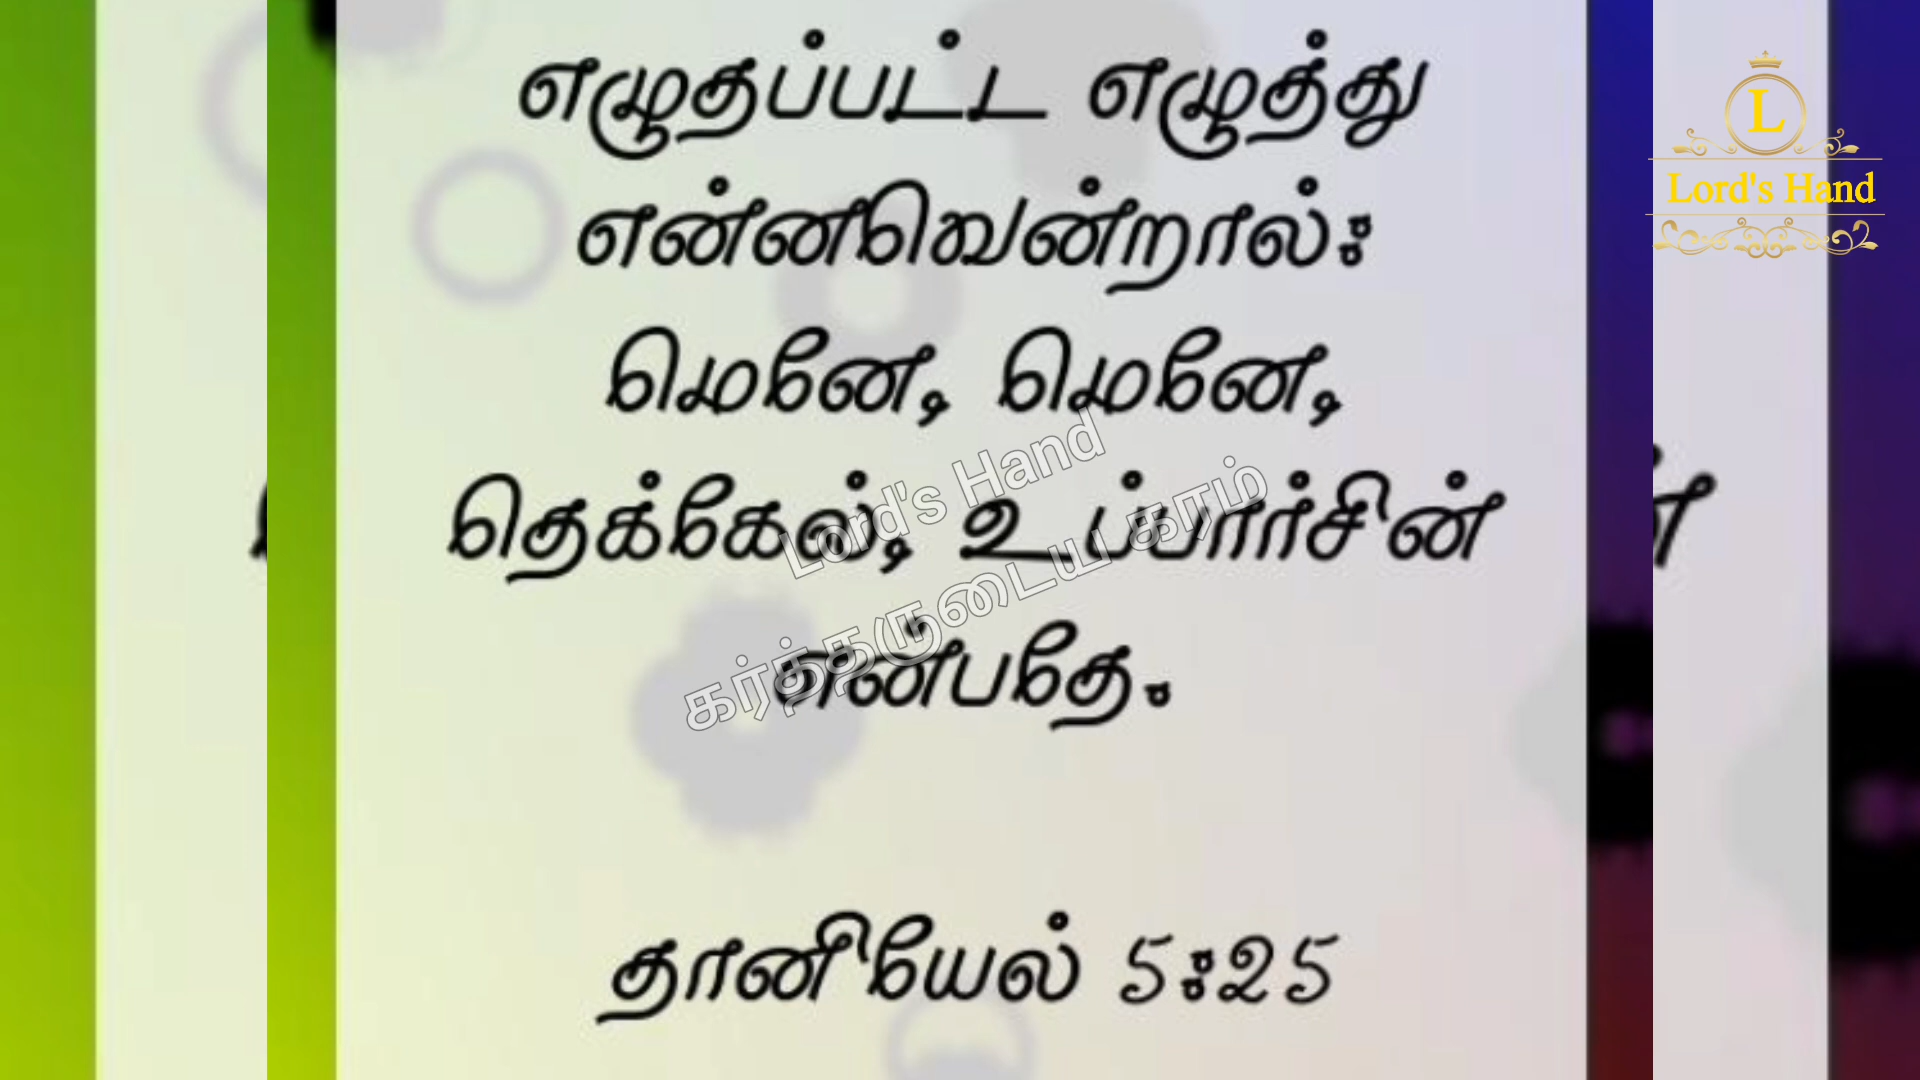 எழுதப்பட்ட எழுத்து
என்னவென்றால்:
மெனே, மெனே,
தெக்கேல், உப்பார்சின்
என்பதே.
தானியேல் 5:25
L
Lord's Hand
Lord's Hand
கர்த்தருடைய கரம்